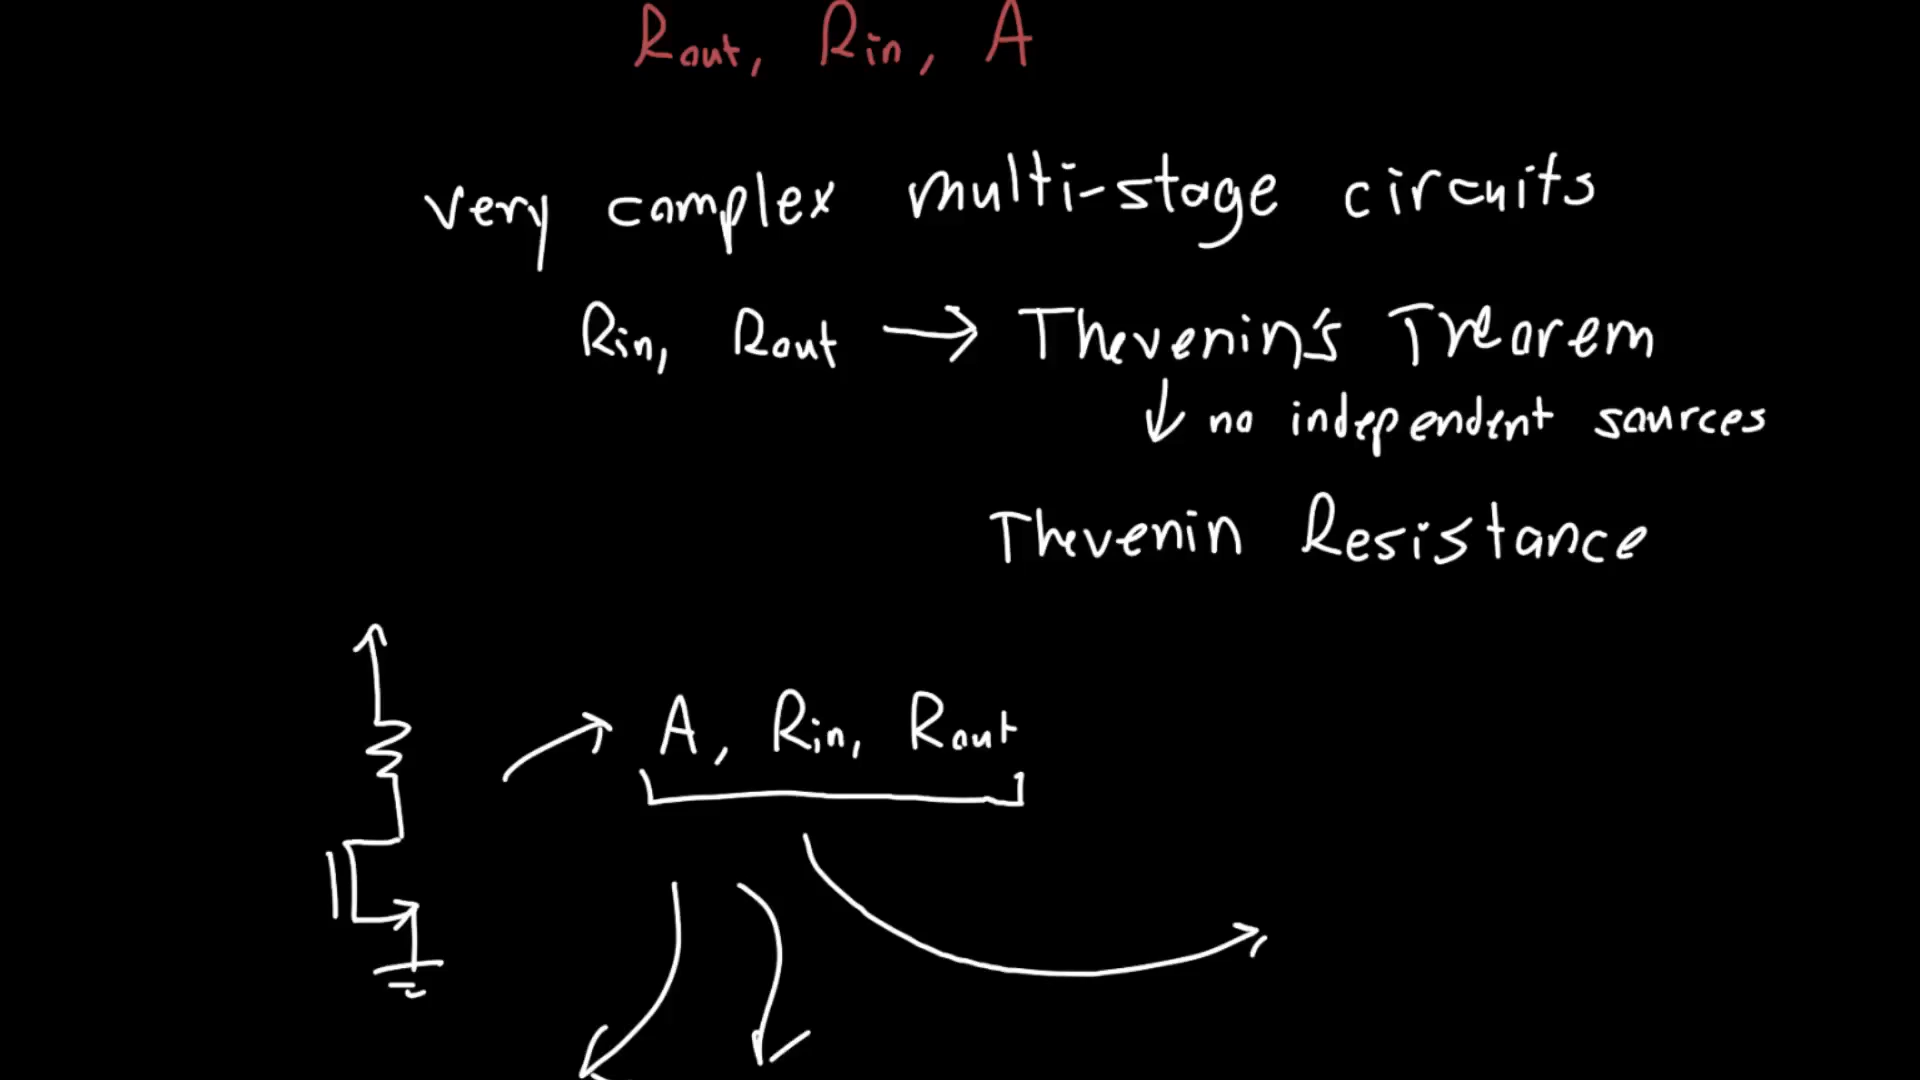 Rout, Rin, A
very complex multi-stage circuits
Rin, Rout → Thevenin's Theorem
↓ no independent sources
Thevenin Resistance
A, Rin, Rout